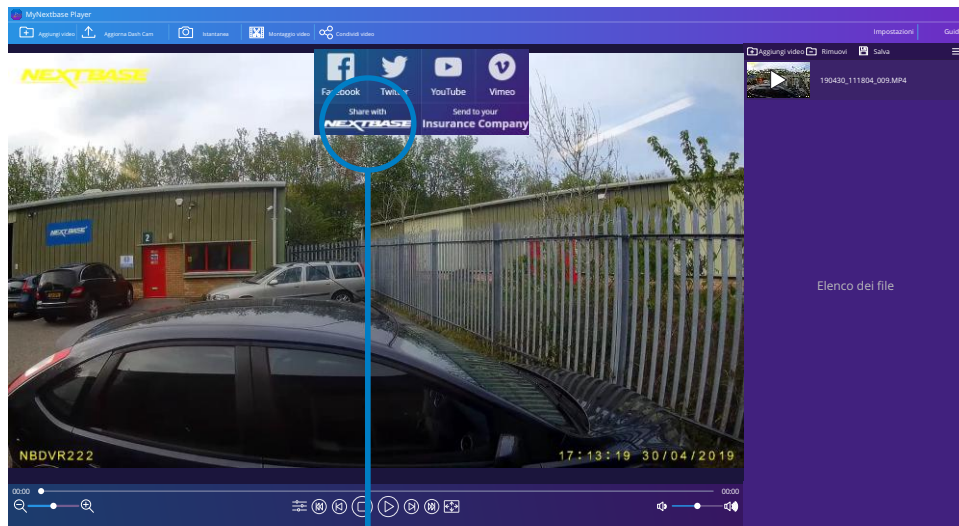 MyNextbase Player
Aggiungi video Aggiorna Dash Cam Istantanea Montaggio video Condividi video Impostazioni Guid
Aggiungi video Rimuovi Salva
Facebook Twitter YouTube Vimeo
Share with Send to your
NEXTBASE Insurance Company
NEXTBASE
190430_111804_009.MP4
NEXTBASE
2
Elenco dei file
NBDVR222 17:13:19 30/04/2019
00:00 00:00